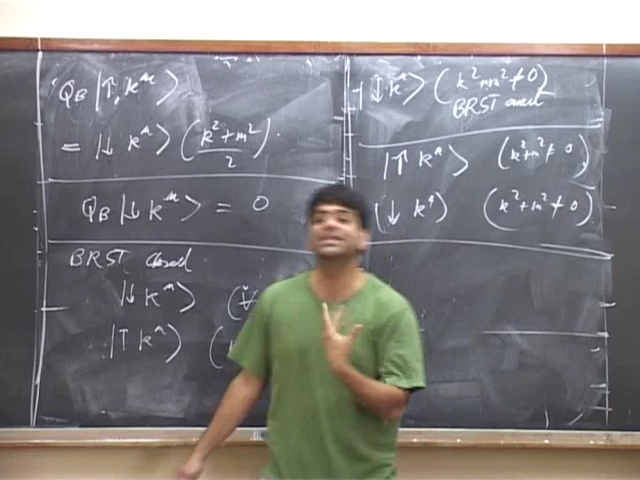 Q_B |↑, k^μ⟩
= |↓ k^μ⟩ (k²+m² / 2).
Q_B |↓ k^μ⟩ = 0
BRST closed
|↓ k^μ⟩ (∀
|↑ k^μ⟩ (
|↓ k^μ⟩ (k²+m² ≠ 0)
BRST exact
|↑ k^μ⟩ (k²+m² ≠ 0)
(↓ k^μ) (k²+m² ≠ 0)